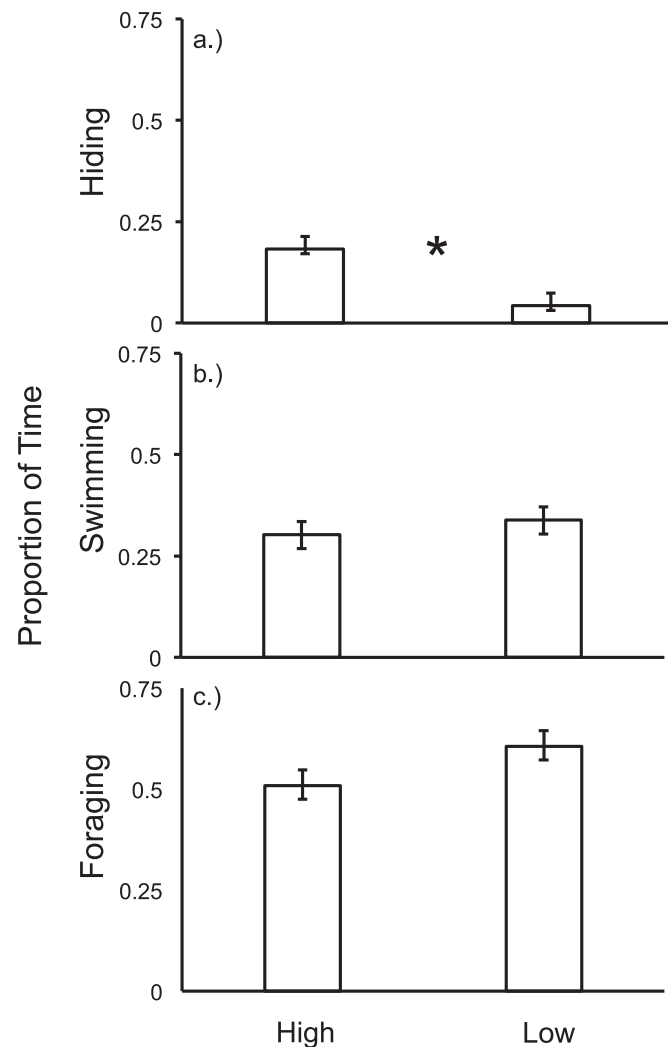 Proportion of Time
a.)
Hiding
0.75
0.5
0.25
0
*
b.)
Swimming
0.75
0.5
0.25
0
c.)
Foraging
0.75
0.5
0.25
0
High
Low